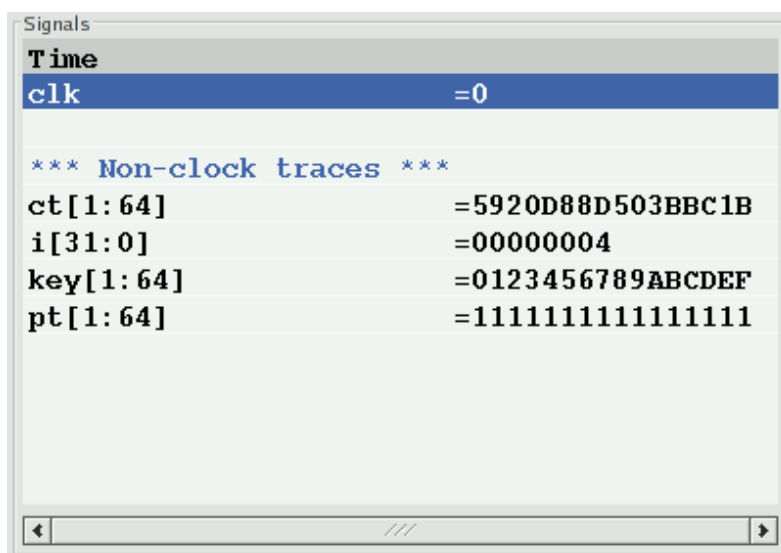 Signals
Time
clk =0
*** Non-clock traces ***
ct[1:64] =5920D88D503BBC1B
i[31:0] =00000004
key[1:64] =0123456789ABCDEF
pt[1:64] =1111111111111111